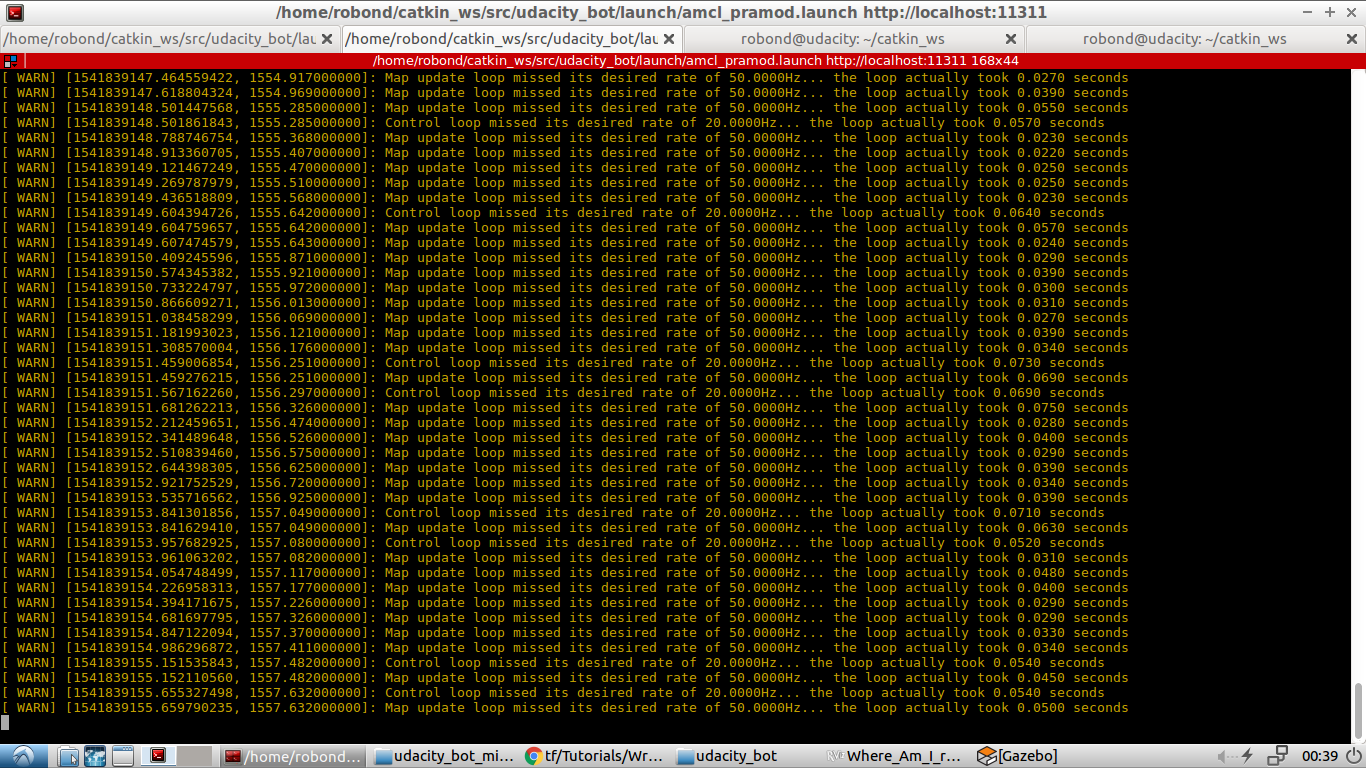 /home/robond/catkin_ws/src/udacity_bot/launch/amcl_pramod.launch http://localhost:11311
/home/robond/catkin_ws/src/udacity_bot/lau
/home/robond/catkin_ws/src/udacity_bot/lau
robond@udacity: ~/catkin_ws
robond@udacity: ~/catkin_ws
/home/robond/catkin_ws/src/udacity_bot/launch/amcl_pramod.launch http://localhost:11311 168x44
[ WARN] [1541839147.464559422, 1554.917000000]: Map update loop missed its desired rate of 50.0000Hz... the loop actually took 0.0270 seconds
[ WARN] [1541839147.618804324, 1554.969000000]: Map update loop missed its desired rate of 50.0000Hz... the loop actually took 0.0390 seconds
[ WARN] [1541839148.501447568, 1555.285000000]: Map update loop missed its desired rate of 50.0000Hz... the loop actually took 0.0550 seconds
[ WARN] [1541839148.501861843, 1555.285000000]: Control loop missed its desired rate of 20.0000Hz... the loop actually took 0.0570 seconds
[ WARN] [1541839148.788746754, 1555.368000000]: Map update loop missed its desired rate of 50.0000Hz... the loop actually took 0.0230 seconds
[ WARN] [1541839148.913360705, 1555.407000000]: Map update loop missed its desired rate of 50.0000Hz... the loop actually took 0.0220 seconds
[ WARN] [1541839149.121467249, 1555.470000000]: Map update loop missed its desired rate of 50.0000Hz... the loop actually took 0.0250 seconds
[ WARN] [1541839149.269787979, 1555.510000000]: Map update loop missed its desired rate of 50.0000Hz... the loop actually took 0.0250 seconds
[ WARN] [1541839149.436518809, 1555.568000000]: Map update loop missed its desired rate of 50.0000Hz... the loop actually took 0.0230 seconds
[ WARN] [1541839149.604394726, 1555.642000000]: Control loop missed its desired rate of 20.0000Hz... the loop actually took 0.0640 seconds
[ WARN] [1541839149.604759657, 1555.642000000]: Map update loop missed its desired rate of 50.0000Hz... the loop actually took 0.0570 seconds
[ WARN] [1541839149.607474579, 1555.643000000]: Map update loop missed its desired rate of 50.0000Hz... the loop actually took 0.0240 seconds
[ WARN] [1541839150.409245596, 1555.871000000]: Map update loop missed its desired rate of 50.0000Hz... the loop actually took 0.0290 seconds
[ WARN] [1541839150.574345382, 1555.921000000]: Map update loop missed its desired rate of 50.0000Hz... the loop actually took 0.0390 seconds
[ WARN] [1541839150.733224797, 1555.972000000]: Map update loop missed its desired rate of 50.0000Hz... the loop actually took 0.0300 seconds
[ WARN] [1541839150.866609271, 1556.013000000]: Map update loop missed its desired rate of 50.0000Hz... the loop actually took 0.0310 seconds
[ WARN] [1541839151.038458299, 1556.069000000]: Map update loop missed its desired rate of 50.0000Hz... the loop actually took 0.0270 seconds
[ WARN] [1541839151.181993023, 1556.121000000]: Map update loop missed its desired rate of 50.0000Hz... the loop actually took 0.0390 seconds
[ WARN] [1541839151.308570004, 1556.176000000]: Map update loop missed its desired rate of 50.0000Hz... the loop actually took 0.0340 seconds
[ WARN] [1541839151.459006854, 1556.251000000]: Control loop missed its desired rate of 20.0000Hz... the loop actually took 0.0730 seconds
[ WARN] [1541839151.459276215, 1556.251000000]: Map update loop missed its desired rate of 50.0000Hz... the loop actually took 0.0690 seconds
[ WARN] [1541839151.567162260, 1556.297000000]: Control loop missed its desired rate of 20.0000Hz... the loop actually took 0.0690 seconds
[ WARN] [1541839151.681262213, 1556.326000000]: Map update loop missed its desired rate of 50.0000Hz... the loop actually took 0.0750 seconds
[ WARN] [1541839152.212459651, 1556.474000000]: Map update loop missed its desired rate of 50.0000Hz... the loop actually took 0.0280 seconds
[ WARN] [1541839152.341489648, 1556.526000000]: Map update loop missed its desired rate of 50.0000Hz... the loop actually took 0.0400 seconds
[ WARN] [1541839152.510839460, 1556.575000000]: Map update loop missed its desired rate of 50.0000Hz... the loop actually took 0.0290 seconds
[ WARN] [1541839152.644398305, 1556.625000000]: Map update loop missed its desired rate of 50.0000Hz... the loop actually took 0.0390 seconds
[ WARN] [1541839152.921752529, 1556.720000000]: Map update loop missed its desired rate of 50.0000Hz... the loop actually took 0.0340 seconds
[ WARN] [1541839153.535716562, 1556.925000000]: Map update loop missed its desired rate of 50.0000Hz... the loop actually took 0.0390 seconds
[ WARN] [1541839153.841301856, 1557.049000000]: Control loop missed its desired rate of 20.0000Hz... the loop actually took 0.0710 seconds
[ WARN] [1541839153.841629410, 1557.049000000]: Map update loop missed its desired rate of 50.0000Hz... the loop actually took 0.0630 seconds
[ WARN] [1541839153.957682925, 1557.080000000]: Control loop missed its desired rate of 20.0000Hz... the loop actually took 0.0520 seconds
[ WARN] [1541839153.961063202, 1557.082000000]: Map update loop missed its desired rate of 50.0000Hz... the loop actually took 0.0310 seconds
[ WARN] [1541839154.054748499, 1557.117000000]: Map update loop missed its desired rate of 50.0000Hz... the loop actually took 0.0480 seconds
[ WARN] [1541839154.226958313, 1557.177000000]: Map update loop missed its desired rate of 50.0000Hz... the loop actually took 0.0400 seconds
[ WARN] [1541839154.394171675, 1557.226000000]: Map update loop missed its desired rate of 50.0000Hz... the loop actually took 0.0290 seconds
[ WARN] [1541839154.681697795, 1557.326000000]: Map update loop missed its desired rate of 50.0000Hz... the loop actually took 0.0290 seconds
[ WARN] [1541839154.847122094, 1557.370000000]: Map update loop missed its desired rate of 50.0000Hz... the loop actually took 0.0330 seconds
[ WARN] [1541839154.986296872, 1557.411000000]: Map update loop missed its desired rate of 50.0000Hz... the loop actually took 0.0340 seconds
[ WARN] [1541839155.151535843, 1557.482000000]: Control loop missed its desired rate of 20.0000Hz... the loop actually took 0.0540 seconds
[ WARN] [1541839155.152110560, 1557.482000000]: Map update loop missed its desired rate of 50.0000Hz... the loop actually took 0.0450 seconds
[ WARN] [1541839155.655327498, 1557.632000000]: Control loop missed its desired rate of 20.0000Hz... the loop actually took 0.0540 seconds
[ WARN] [1541839155.659790235, 1557.632000000]: Map update loop missed its desired rate of 50.0000Hz... the loop actually took 0.0500 seconds
/home/robond...
udacity_bot_mi...
tf/Tutorials/Wr...
udacity_bot
Where_Am_I_r...
[Gazebo]
00:39